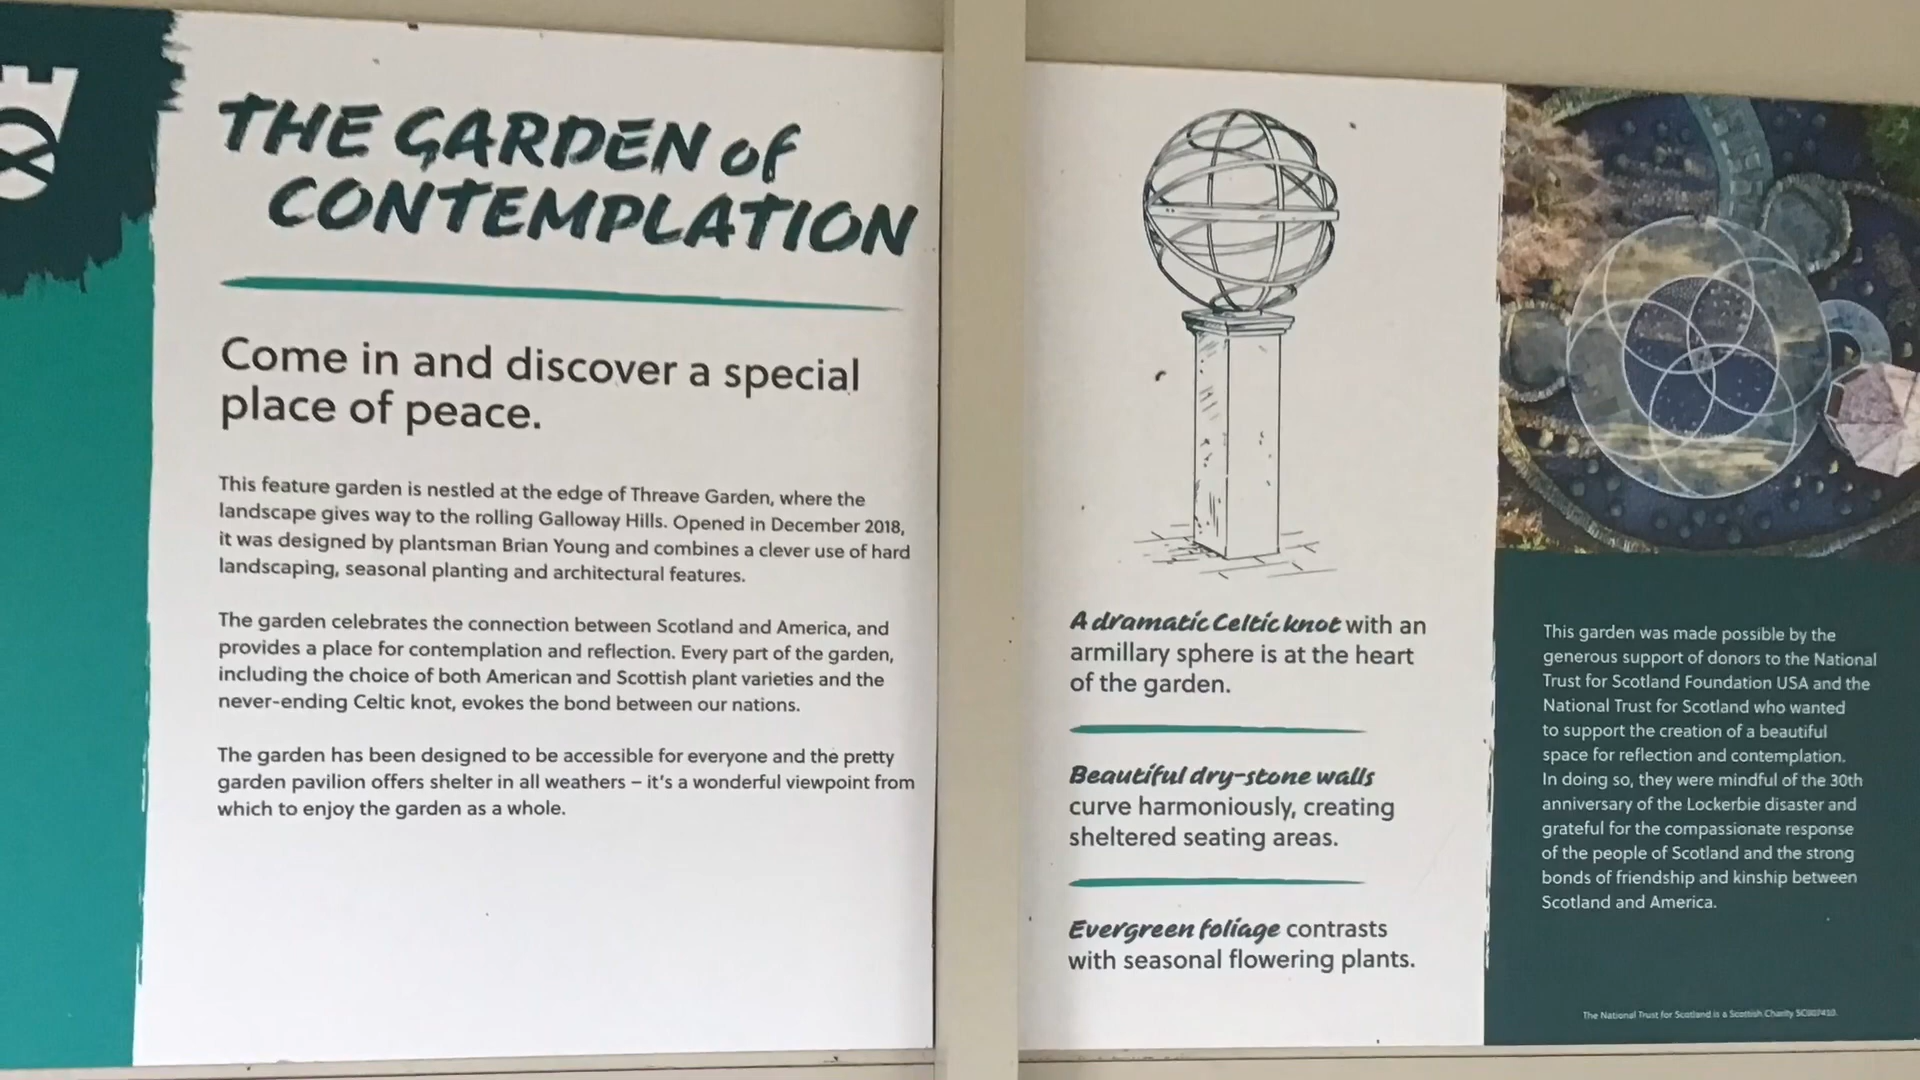 THE GARDEN of
CONTEMPLATION
Come in and discover a special
place of peace.
This feature garden is nestled at the edge of Threave Garden, where the
landscape gives way to the rolling Galloway Hills. Opened in December 2018,
it was designed by plantsman Brian Young and combines a clever use of hard
landscaping, seasonal planting and architectural features.
The garden celebrates the connection between Scotland and America, and
provides a place for contemplation and reflection. Every part of the garden,
including the choice of both American and Scottish plant varieties and the
never-ending Celtic knot, evokes the bond between our nations.
The garden has been designed to be accessible for everyone and the pretty
garden pavilion offers shelter in all weathers – it's a wonderful viewpoint from
which to enjoy the garden as a whole.
A dramatic Celtic knot with an
armillary sphere is at the heart
of the garden.
Beautiful dry-stone walls
curve harmoniously, creating
sheltered seating areas.
Evergreen foliage contrasts
with seasonal flowering plants.
This garden was made possible by the
generous support of donors to the National
Trust for Scotland Foundation USA and the
National Trust for Scotland who wanted
to support the creation of a beautiful
space for reflection and contemplation.
In doing so, they were mindful of the 30th
anniversary of the Lockerbie disaster and
grateful for the compassionate response
of the people of Scotland and the strong
bonds of friendship and kinship between
Scotland and America.
The National Trust for Scotland is a Scottish Charity SC007410.